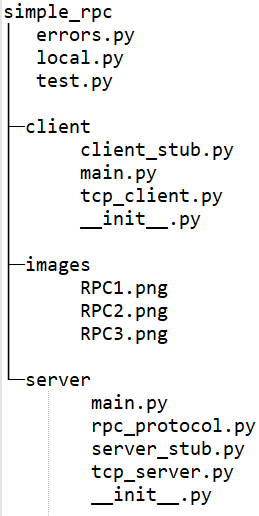 simple_rpc
errors.py
local.py
test.py
client
client_stub.py
main.py
tcp_client.py
__init__.py
images
RPC1.png
RPC2.png
RPC3.png
server
main.py
rpc_protocol.py
server_stub.py
tcp_server.py
__init__.py